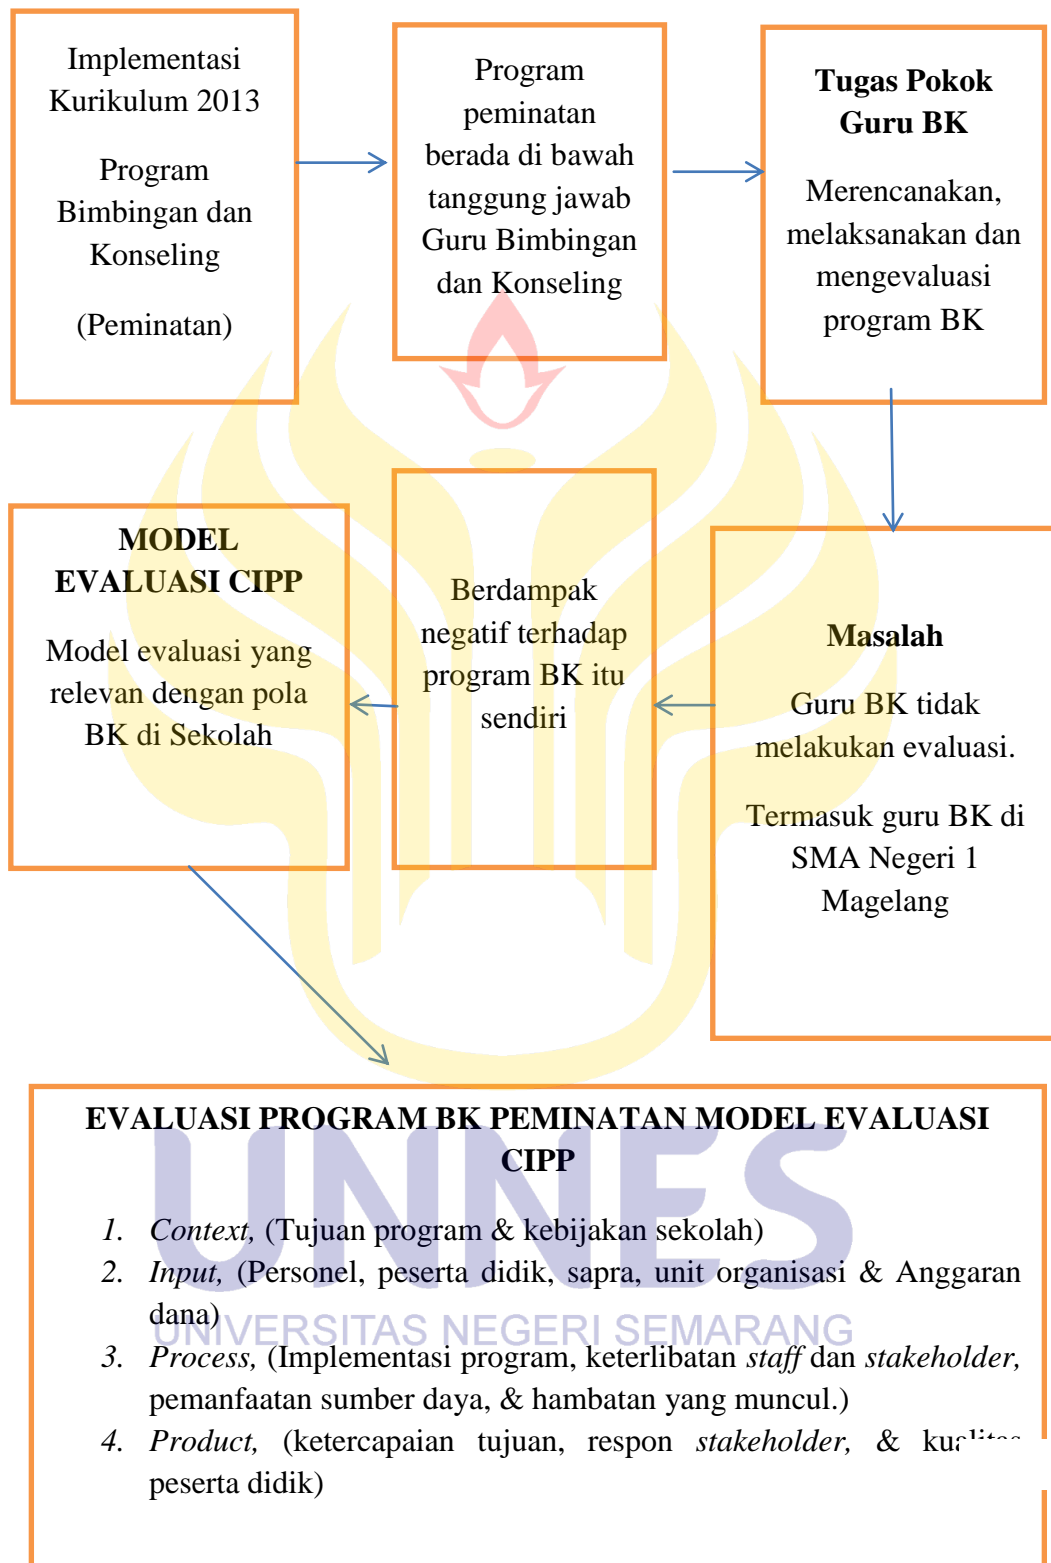 Implementasi
Kurikulum 2013
Program
Bimbingan dan
Konseling
(Peminatan)
Program
peminatan
berada di bawah
tanggung jawab
Guru Bimbingan
dan Konseling
Tugas Pokok
Guru BK
Merencanakan,
melaksanakan dan
mengevaluasi
program BK
Masalah
Guru BK tidak
melakukan evaluasi.
Termasuk guru BK di
SMA Negeri 1
Magelang
Berdampak
negatif terhadap
program BK itu
sendiri
MODEL
EVALUASI CIPP
Model evaluasi yang
relevan dengan pola
BK di Sekolah
EVALUASI PROGRAM BK PEMINATAN MODEL EVALUASI
CIPP
1. Context, (Tujuan program & kebijakan sekolah)
2. Input, (Personel, peserta didik, sapra, unit organisasi & Anggaran
dana)
3. Process, (Implementasi program, keterlibatan staff dan stakeholder,
pemanfaatan sumber daya, & hambatan yang muncul.)
4. Product, (ketercapaian tujuan, respon stakeholder, & kualitas
peserta didik)
UNNES
UNIVERSITAS NEGERI SEMARANG